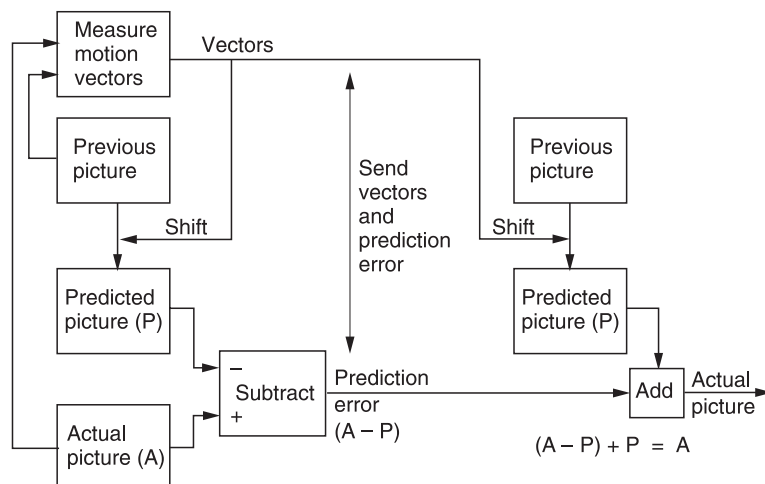 Measure
motion
vectors
Vectors
Previous
picture
Shift
Send
vectors
and
prediction
error
Previous
picture
Shift
Predicted
picture (P)
Predicted
picture (P)
–
Subtract
+
Prediction
error
(A – P)
Add
Actual
picture
Actual
picture (A)
(A – P) + P = A